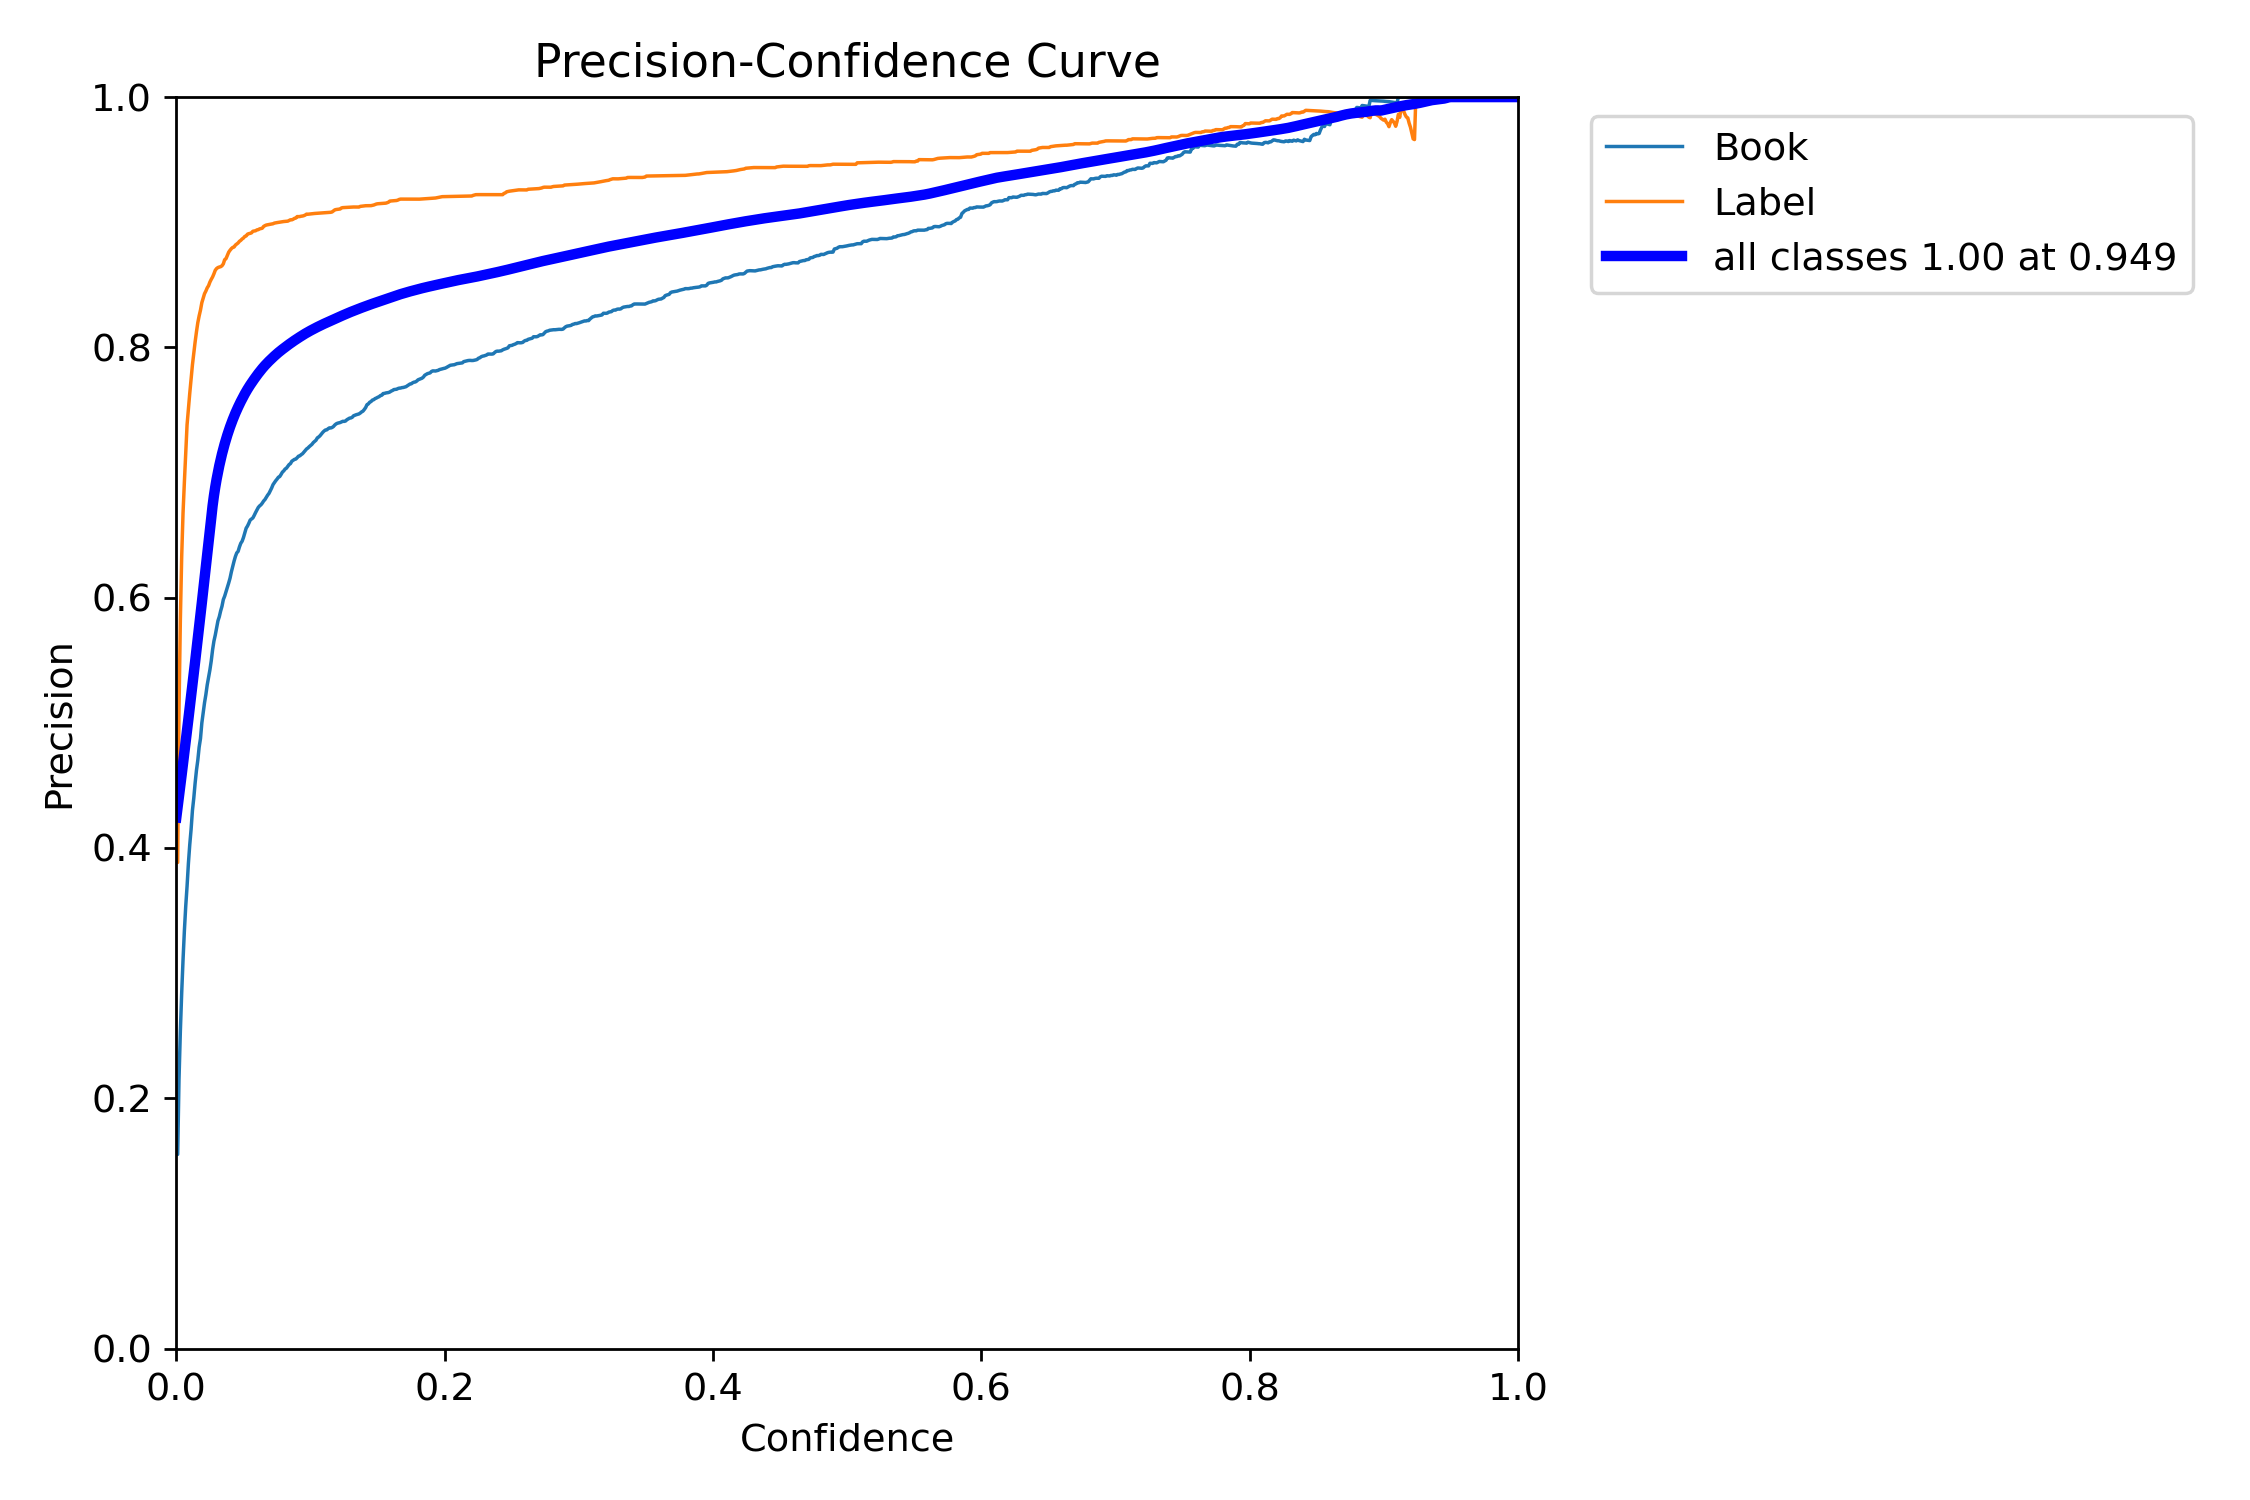 Precision-Confidence Curve
1.0
0.8
0.6
0.4
0.2
0.0
Precision
0.0 0.2 0.4 0.6 0.8 1.0
Confidence
Book
Label
all classes 1.00 at 0.949